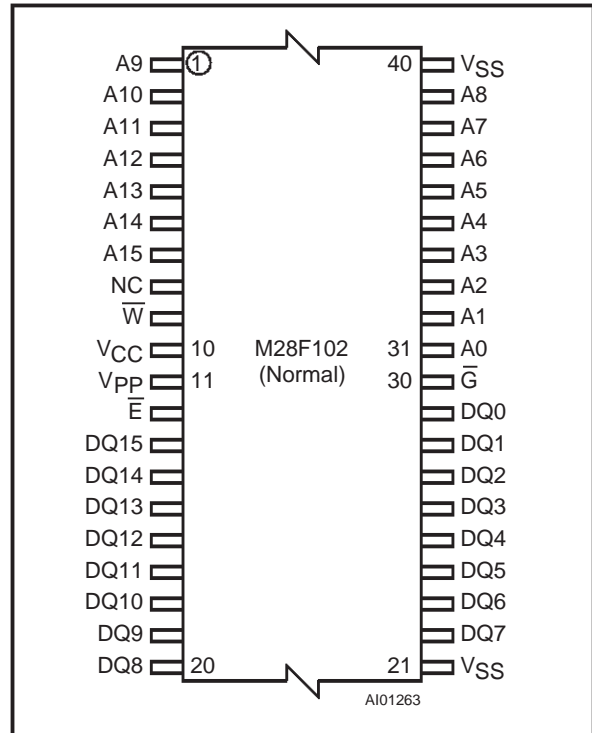 A9 1 40 VSS
A10 A8
A11 A7
A12 A6
A13 A5
A14 A4
A15 A3
NC A2
W̅ A1
VCC 10 M28F102 31 A0
VPP 11 (Normal) 30 G̅
E̅ DQ0
DQ15 DQ1
DQ14 DQ2
DQ13 DQ3
DQ12 DQ4
DQ11 DQ5
DQ10 DQ6
DQ9 DQ7
DQ8 20 21 VSS
AI01263